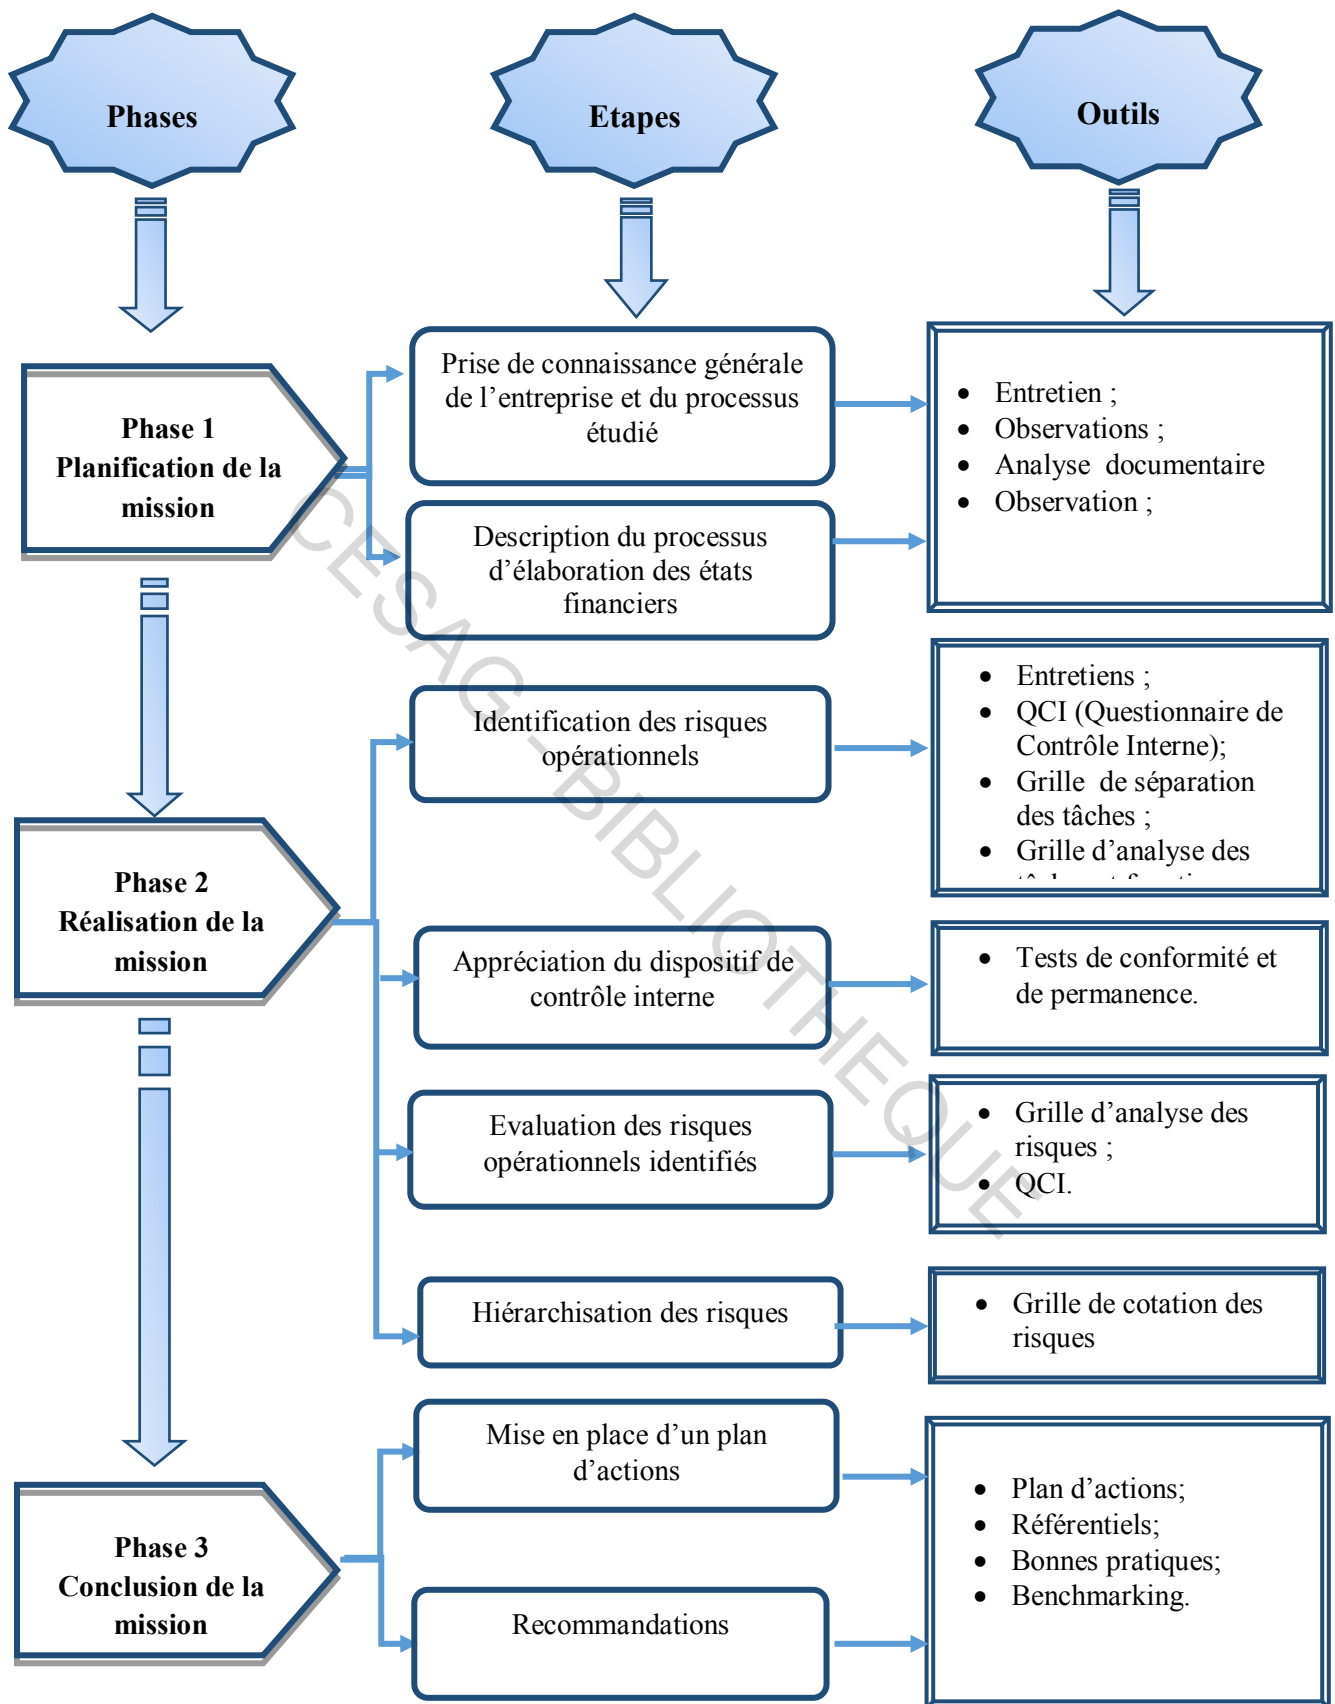 Phases
Etapes
Outils
Phase 1
Planification de la
mission
Prise de connaissance générale
de l’entreprise et du processus
étudié
Description du processus
d’élaboration des états
financiers
• Entretien ;
• Observations ;
• Analyse documentaire
• Observation ;
Phase 2
Réalisation de la
mission
Identification des risques
opérationnels
• Entretiens ;
• QCI (Questionnaire de
Contrôle Interne);
• Grille de séparation
des tâches ;
• Grille d’analyse des
Appréciation du dispositif de
contrôle interne
• Tests de conformité et
de permanence.
Evaluation des risques
opérationnels identifiés
• Grille d’analyse des
risques ;
• QCI.
Hiérarchisation des risques
• Grille de cotation des
risques
Phase 3
Conclusion de la
mission
Mise en place d’un plan
d’actions
Recommandations
• Plan d’actions;
• Référentiels;
• Bonnes pratiques;
• Benchmarking.
CESAG - BIBLIOTHEQUE